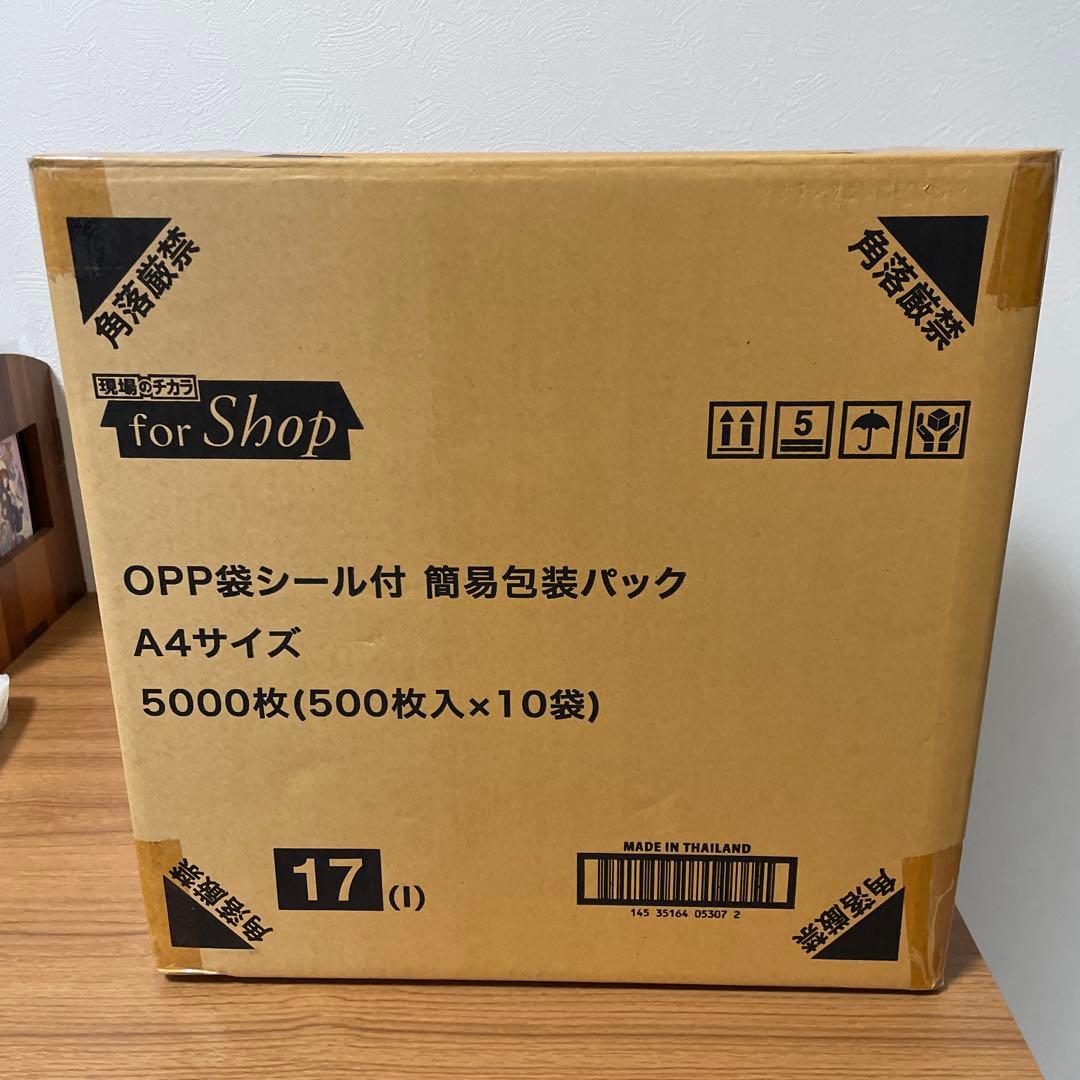 角落厳禁
角落厳禁
現場のチカラ
for Shop
5
OPP袋シール付 簡易包装パック
A4サイズ
5000枚(500枚入×10袋)
角落厳禁
17(I)
MADE IN THAILAND
145 35164 05307 2
角落厳禁